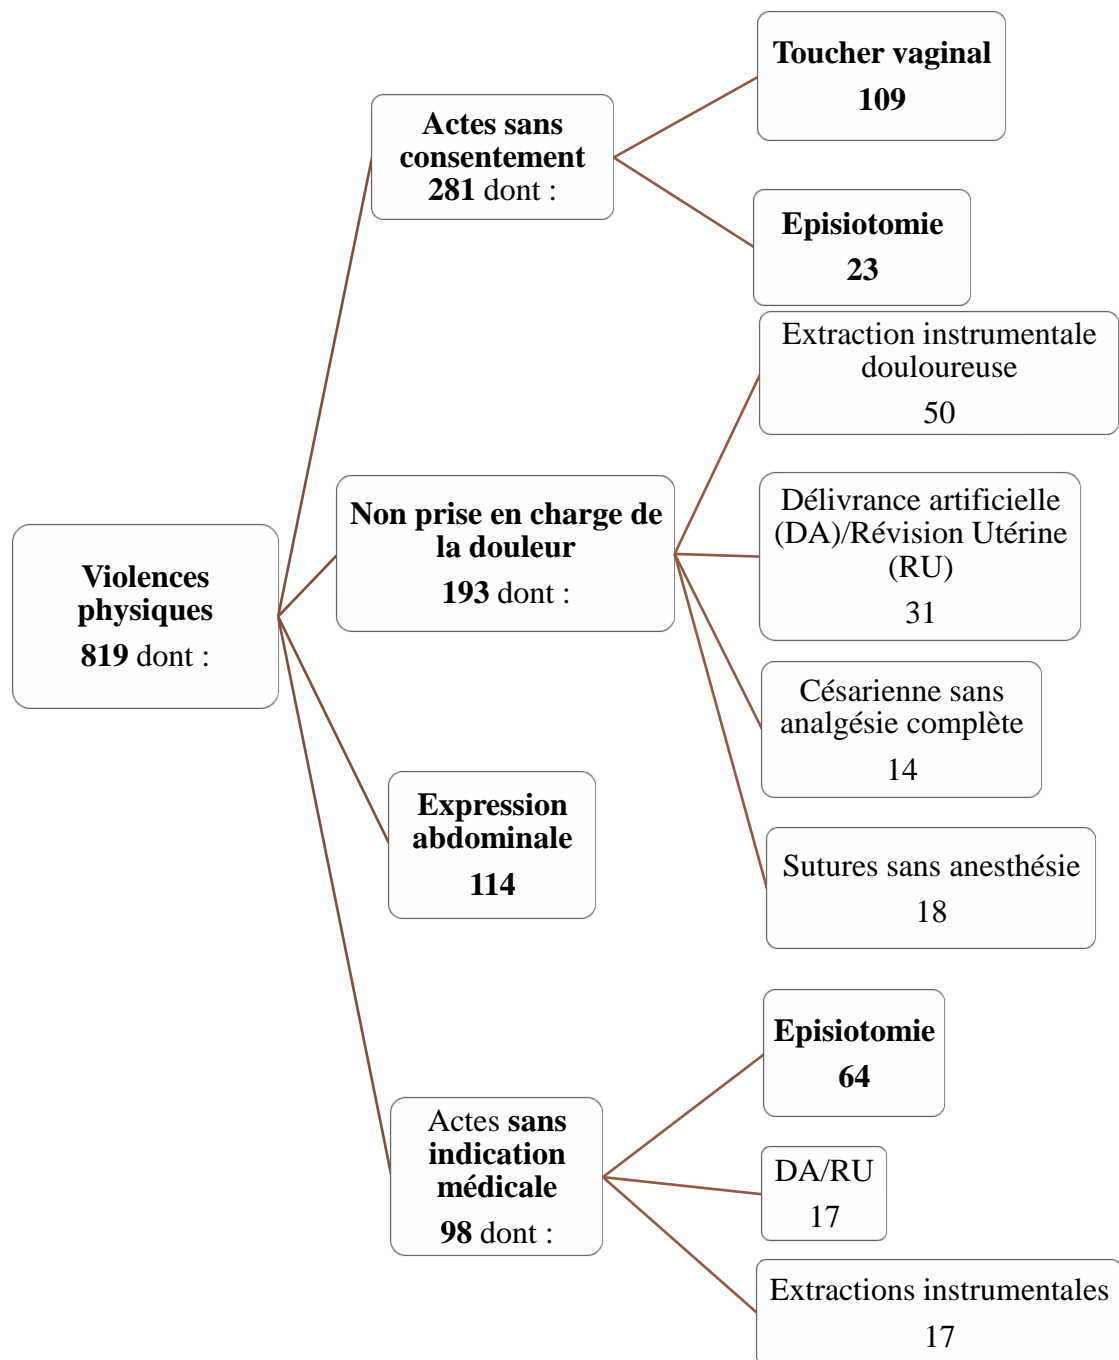 Violences
physiques
819 dont :
Actes sans
consentement
281 dont :
Toucher vaginal
109
Episiotomie
23
Non prise en charge de
la douleur
193 dont :
Extraction instrumentale
douloureuse
50
Délivrance artificielle
(DA)/Révision Utérine
(RU)
31
Césarienne sans
analgésie complète
14
Sutures sans anesthésie
18
Expression
abdominale
114
Actes sans
indication
médicale
98 dont :
Episiotomie
64
DA/RU
17
Extractions instrumentales
17